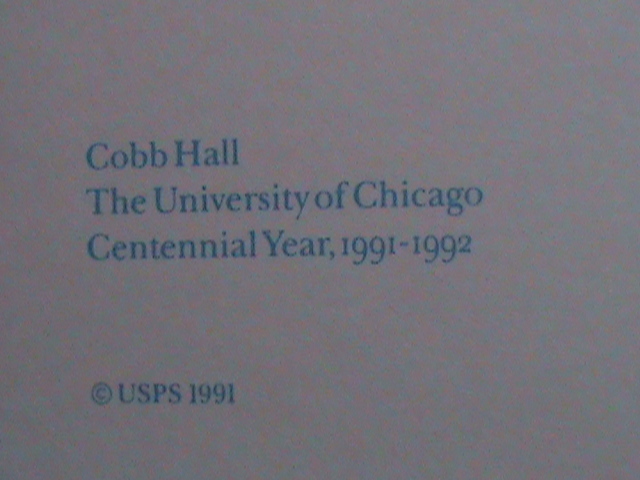 Cobb Hall
The University of Chicago
Centennial Year, 1991-1992
© USPS 1991